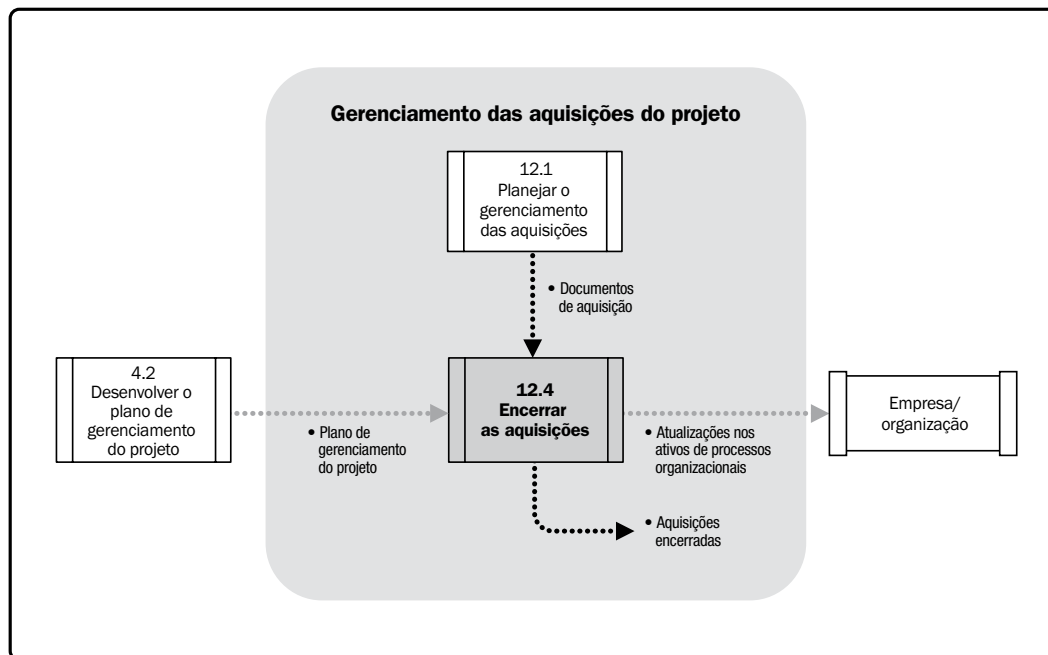 Gerenciamento das aquisições do projeto
12.1
Planejar o
gerenciamento
das aquisições
• Documentos
de aquisição
4.2
Desenvolver o
plano de
gerenciamento
do projeto
• Plano de
gerenciamento
do projeto
12.4
Encerrar
as aquisições
• Atualizações nos
ativos de processos
organizacionais
Empresa/
organização
• Aquisições
encerradas